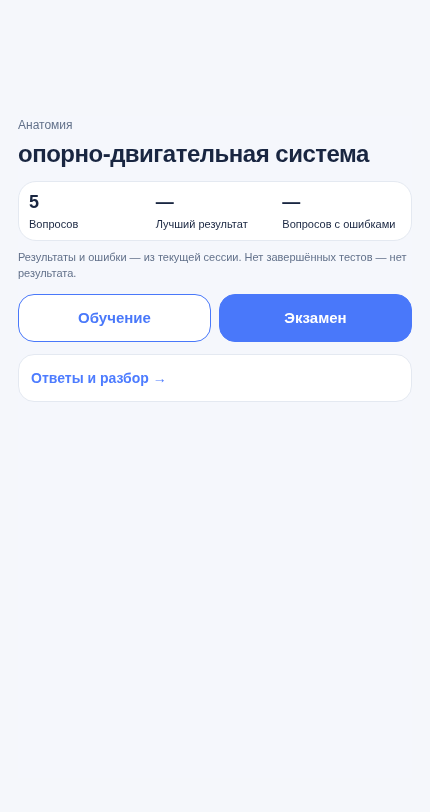 Анатомия
опорно-двигательная система
5
—
—
Вопросов
Лучший результат
Вопросов с ошибками
Результаты и ошибки — из текущей сессии. Нет завершённых тестов — нет
результата.
Обучение
Экзамен
Ответы и разбор →